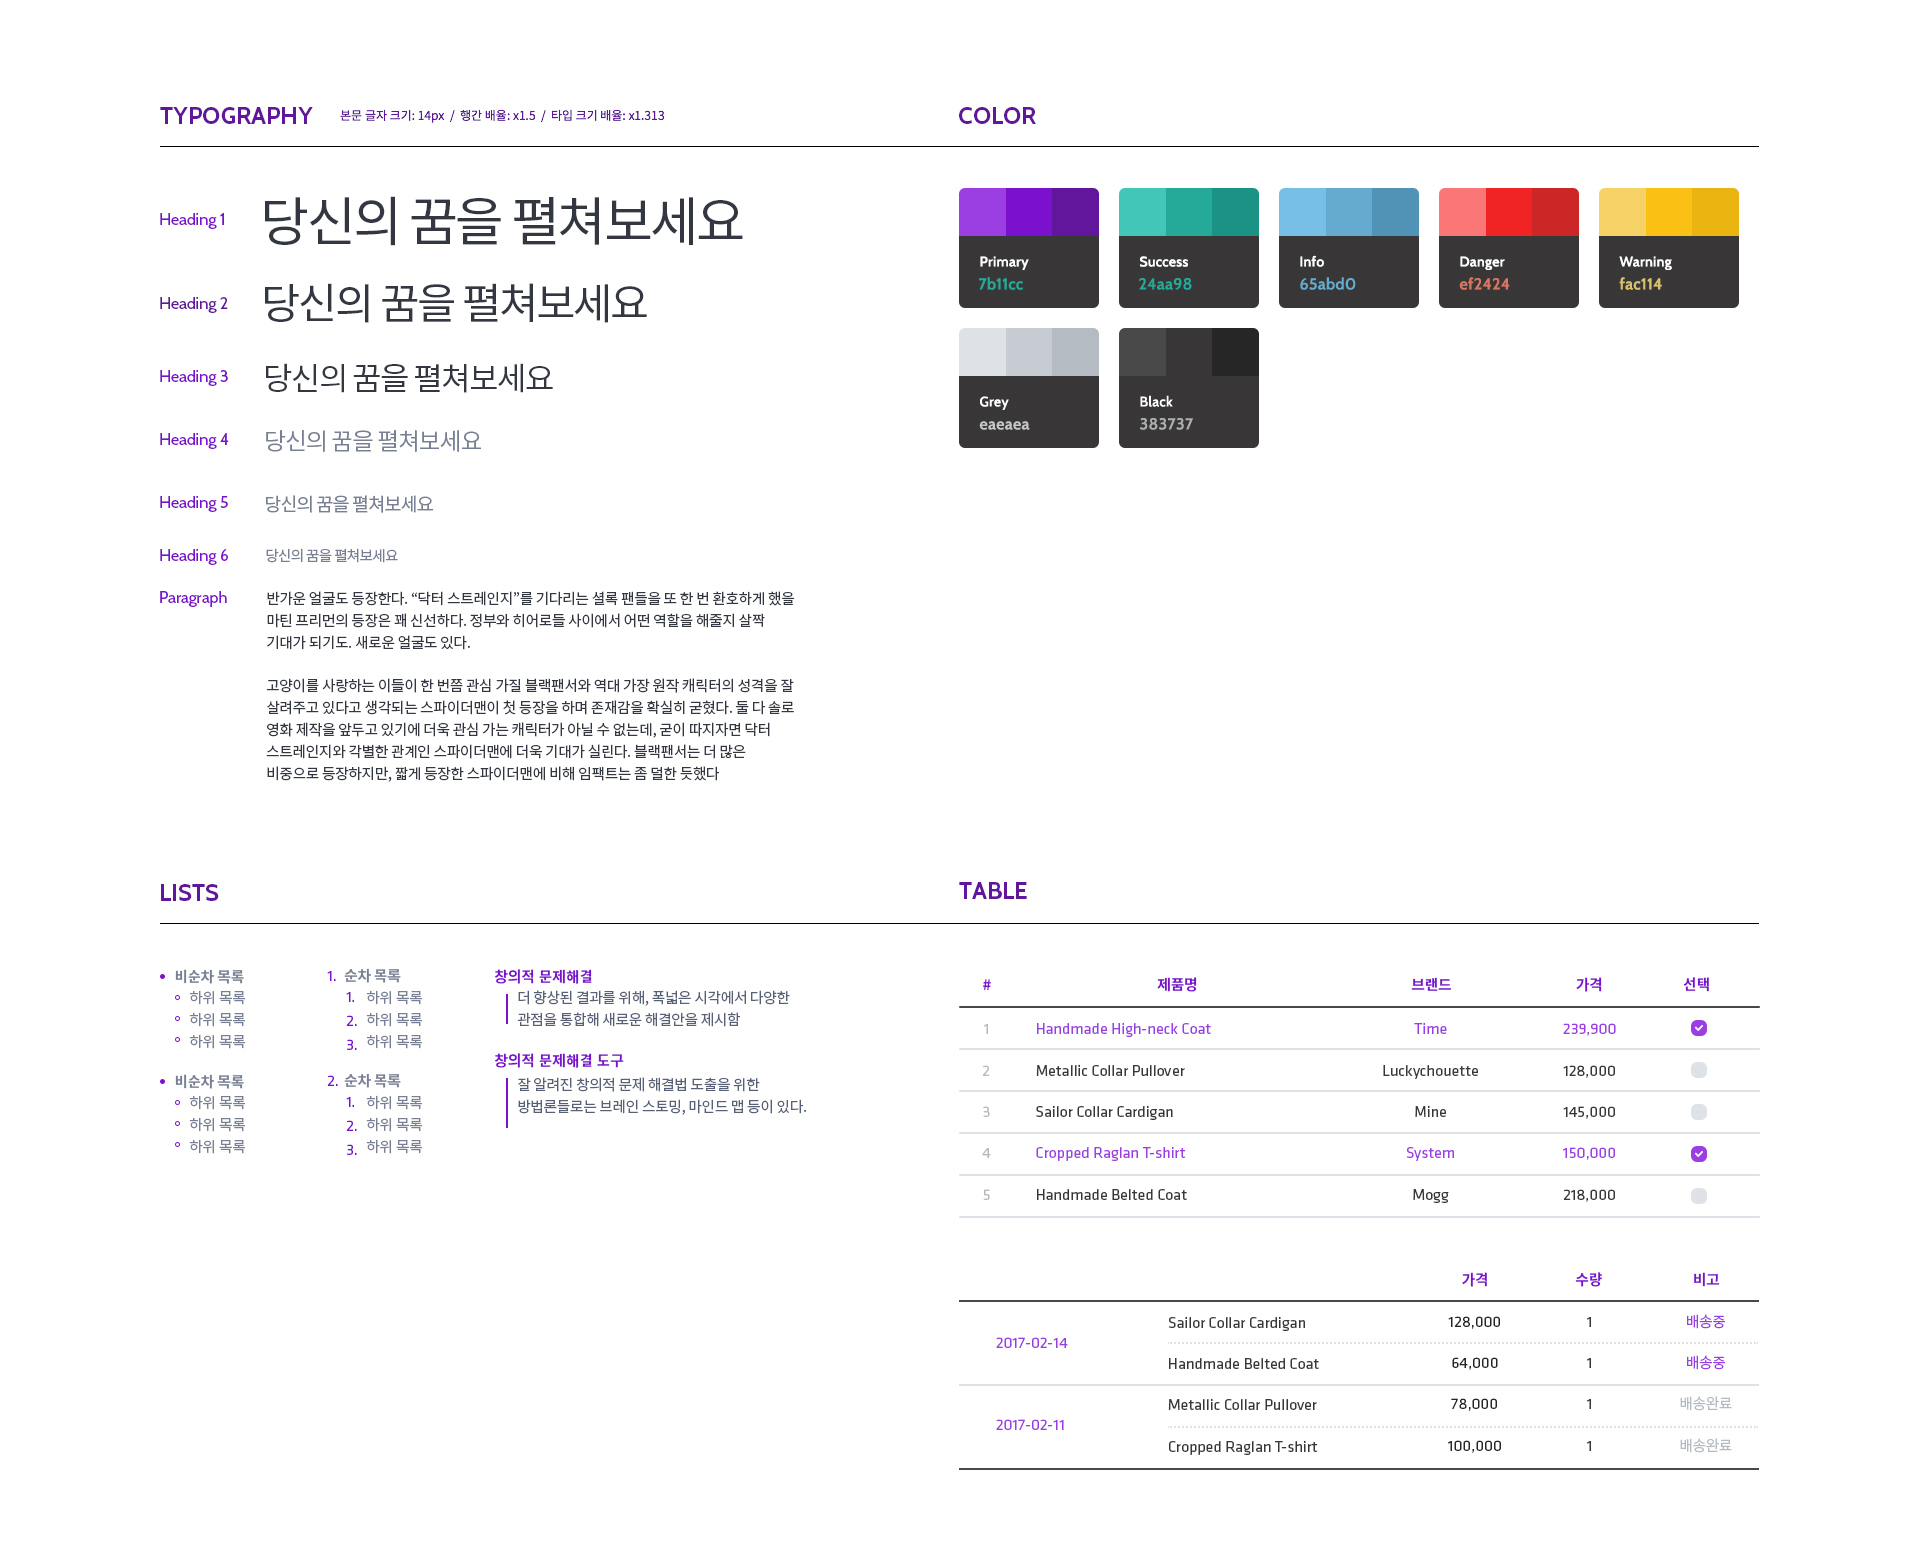 TYPOGRAPHY 본문 글자 크기: 14px / 행간 배율: x1.5 / 타입 크기 배율: x1.313
Heading 1 당신의 꿈을 펼쳐보세요
Heading 2 당신의 꿈을 펼쳐보세요
Heading 3 당신의 꿈을 펼쳐보세요
Heading 4 당신의 꿈을 펼쳐보세요
Heading 5 당신의 꿈을 펼쳐보세요
Heading 6 당신의 꿈을 펼쳐보세요
Paragraph 반가운 얼굴도 등장한다. “닥터 스트레인지”를 기다리는 셜록 팬들을 또 한 번 환호하게 했을
마틴 프리먼의 등장은 꽤 신선하다. 정부와 히어로들 사이에서 어떤 역할을 해줄지 살짝
기대가 되기도. 새로운 얼굴도 있다.
고양이를 사랑하는 이들이 한 번쯤 관심 가질 블랙팬서와 역대 가장 원작 캐릭터의 성격을 잘
살려주고 있다고 생각되는 스파이더맨이 첫 등장을 하며 존재감을 확실히 굳혔다. 둘 다 솔로
영화 제작을 앞두고 있기에 더욱 관심 가는 캐릭터가 아닐 수 없는데, 굳이 따지자면 닥터
스트레인지와 각별한 관계인 스파이더맨에 더욱 기대가 실린다. 블랙팬서는 더 많은
비중으로 등장하지만, 짧게 등장한 스파이더맨에 비해 임팩트는 좀 덜한 듯했다
COLOR
Primary
7b11cc
Success
24aa98
Info
65abd0
Danger
ef2424
Warning
fac114
Grey
eaeaea
Black
383737
LISTS
비순차 목록
하위 목록
하위 목록
하위 목록
비순차 목록
하위 목록
하위 목록
하위 목록
1. 순차 목록
1. 하위 목록
2. 하위 목록
3. 하위 목록
2. 순차 목록
1. 하위 목록
2. 하위 목록
3. 하위 목록
창의적 문제해결
더 향상된 결과를 위해, 폭넓은 시각에서 다양한
관점을 통합해 새로운 해결안을 제시함
창의적 문제해결 도구
잘 알려진 창의적 문제 해결법 도출을 위한
방법론들로는 브레인 스토밍, 마인드 맵 등이 있다.
TABLE
# 제품명 브랜드 가격 선택
1 Handmade High-neck Coat Time 239,900
2 Metallic Collar Pullover Luckychouette 128,000
3 Sailor Collar Cardigan Mine 145,000
4 Cropped Raglan T-shirt System 150,000
5 Handmade Belted Coat Mogg 218,000
가격 수량 비고
2017-02-14
Sailor Collar Cardigan 128,000 1 배송중
Handmade Belted Coat 64,000 1 배송중
2017-02-11
Metallic Collar Pullover 78,000 1 배송완료
Cropped Raglan T-shirt 100,000 1 배송완료